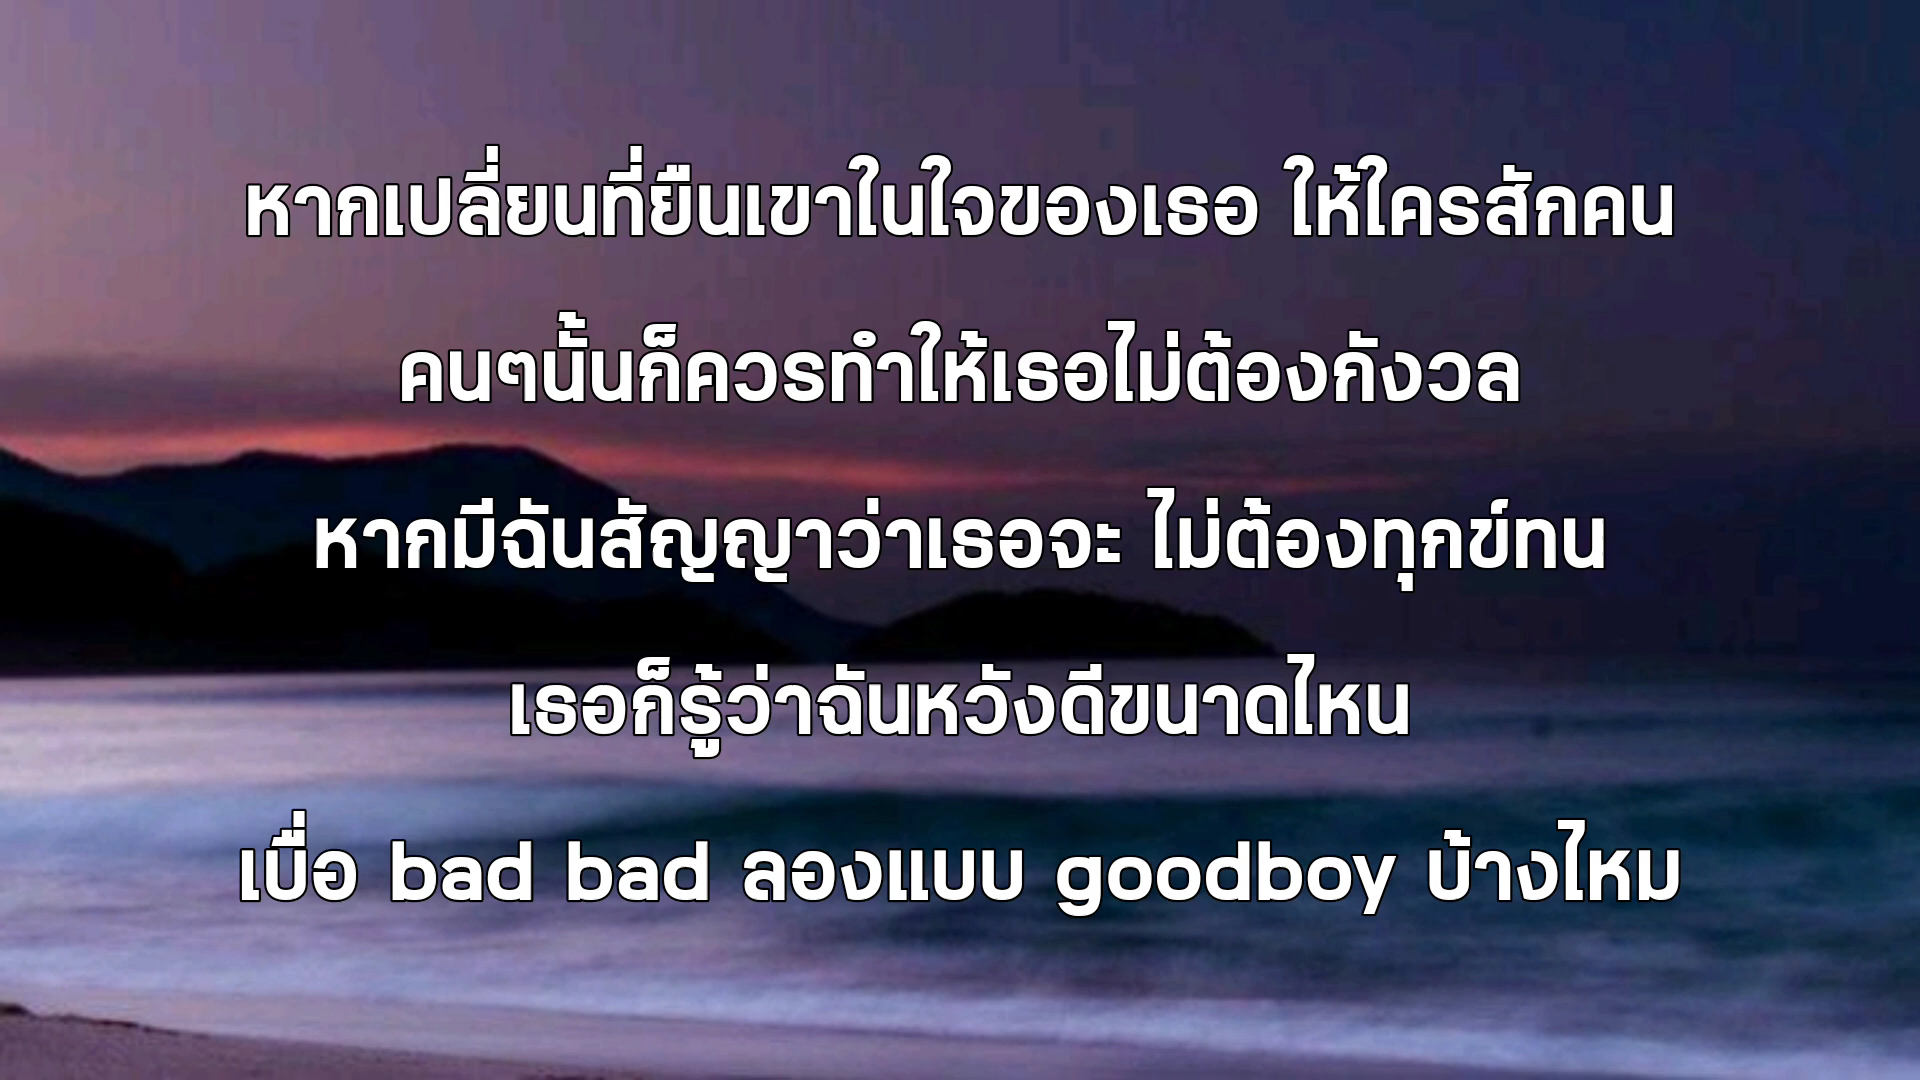 หากเปลี่ยนที่ยืนเขาในใจของเธอ ให้ใครสักคน
คนๆนั้นก็ควรทำให้เธอไม่ต้องกังวล
หากมีฉันสัญญาว่าเธอจะ ไม่ต้องทุกข์ทน
เธอก็รู้ว่าฉันหวังดีขนาดไหน
เบื่อ bad bad ลองแบบ goodboy บ้างไหม